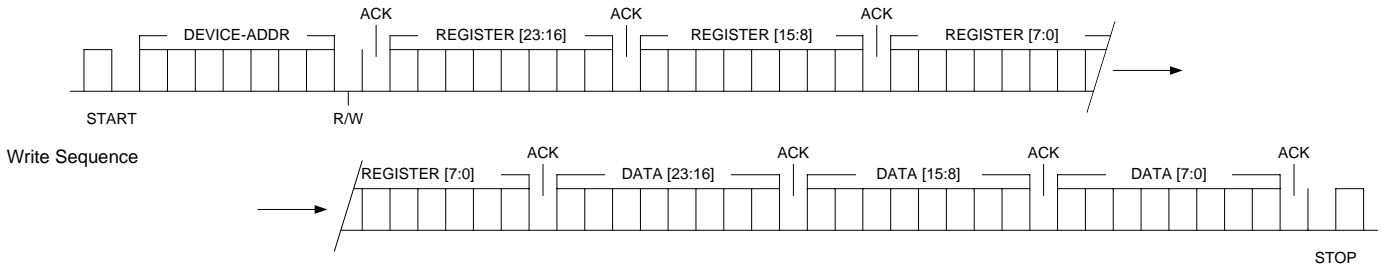 ACK ACK ACK
DEVICE-ADDR REGISTER [23:16] REGISTER [15:8] REGISTER [7:0]
START R/W
Write Sequence
ACK ACK ACK ACK
REGISTER [7:0] DATA [23:16] DATA [15:8] DATA [7:0]
STOP